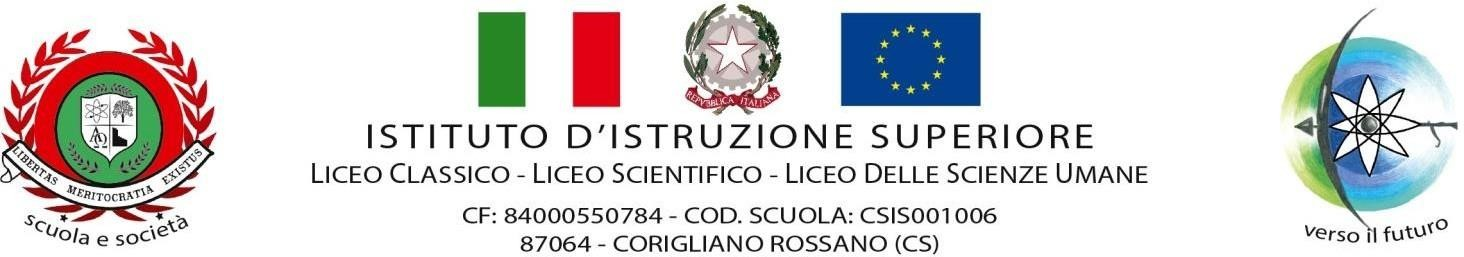 LIBERTAS MERITOCRATIA EXISTUS
scuola e società
REPVBBLICA ITALIANA
ISTITUTO D'ISTRUZIONE SUPERIORE
LICEO CLASSICO - LICEO SCIENTIFICO - LICEO DELLE SCIENZE UMANE
CF: 84000550784 - COD. SCUOLA: CSIS001006
87064 - CORIGLIANO ROSSANO (CS)
verso il futuro